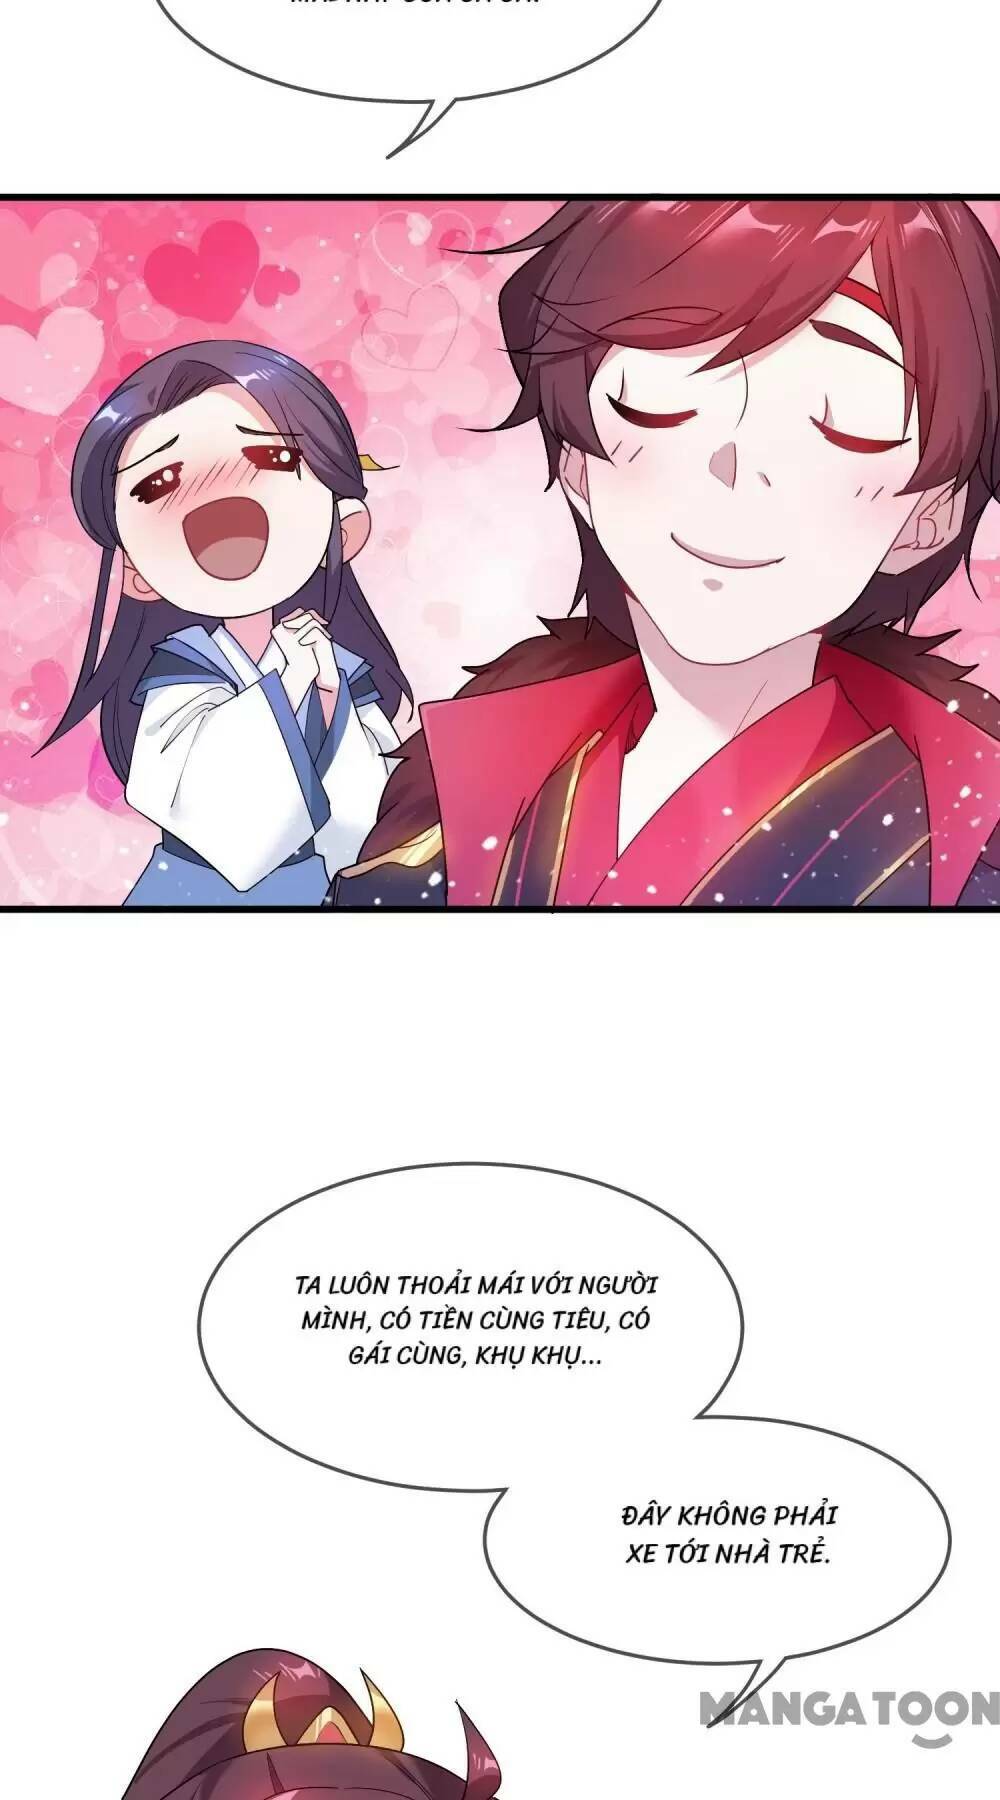 TA LUÔN THOẢI MÁI VỚI NGƯỜI
MÌNH, CÓ TIỀN CÙNG TIÊU, CÓ
GÁI CÙNG, KHỤ KHỤ...
ĐÂY KHÔNG PHẢI
XE TỚI NHÀ TRẺ.
MANGATOON